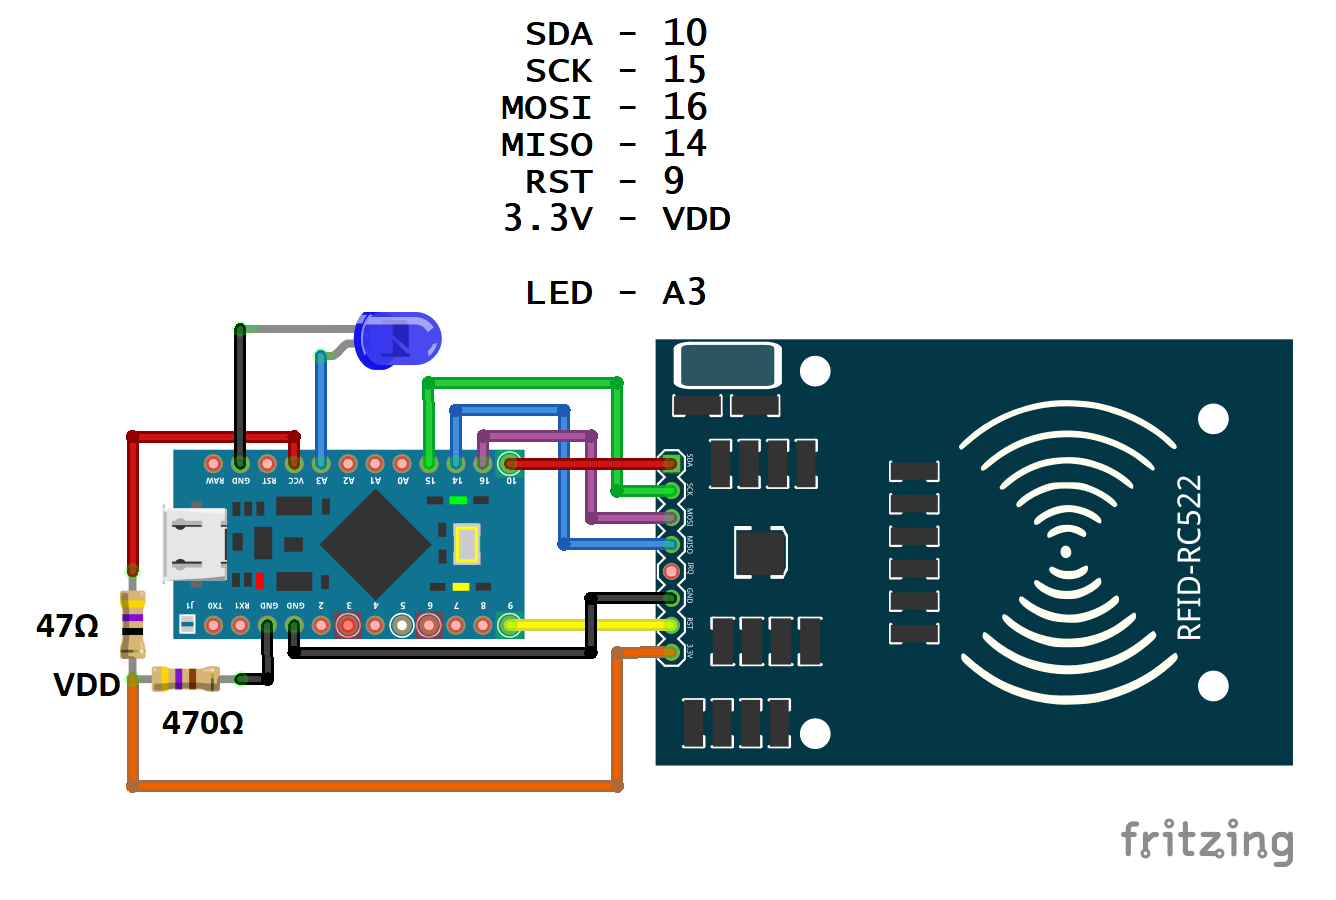 SDA - 10
SCK - 15
MOSI - 16
MISO - 14
RST - 9
3.3V - VDD
LED - A3
RAW GND RST VCC A3 A2 A1 A0 15 14 16 10
J1 TXO RX1 GND GND 2 3 4 5 6 7 8 9
SDA
SCK
MOSI
MISO
IRQ
GND
RST
3.3V
RFID-RC522
47Ω
VDD
470Ω
fritzing